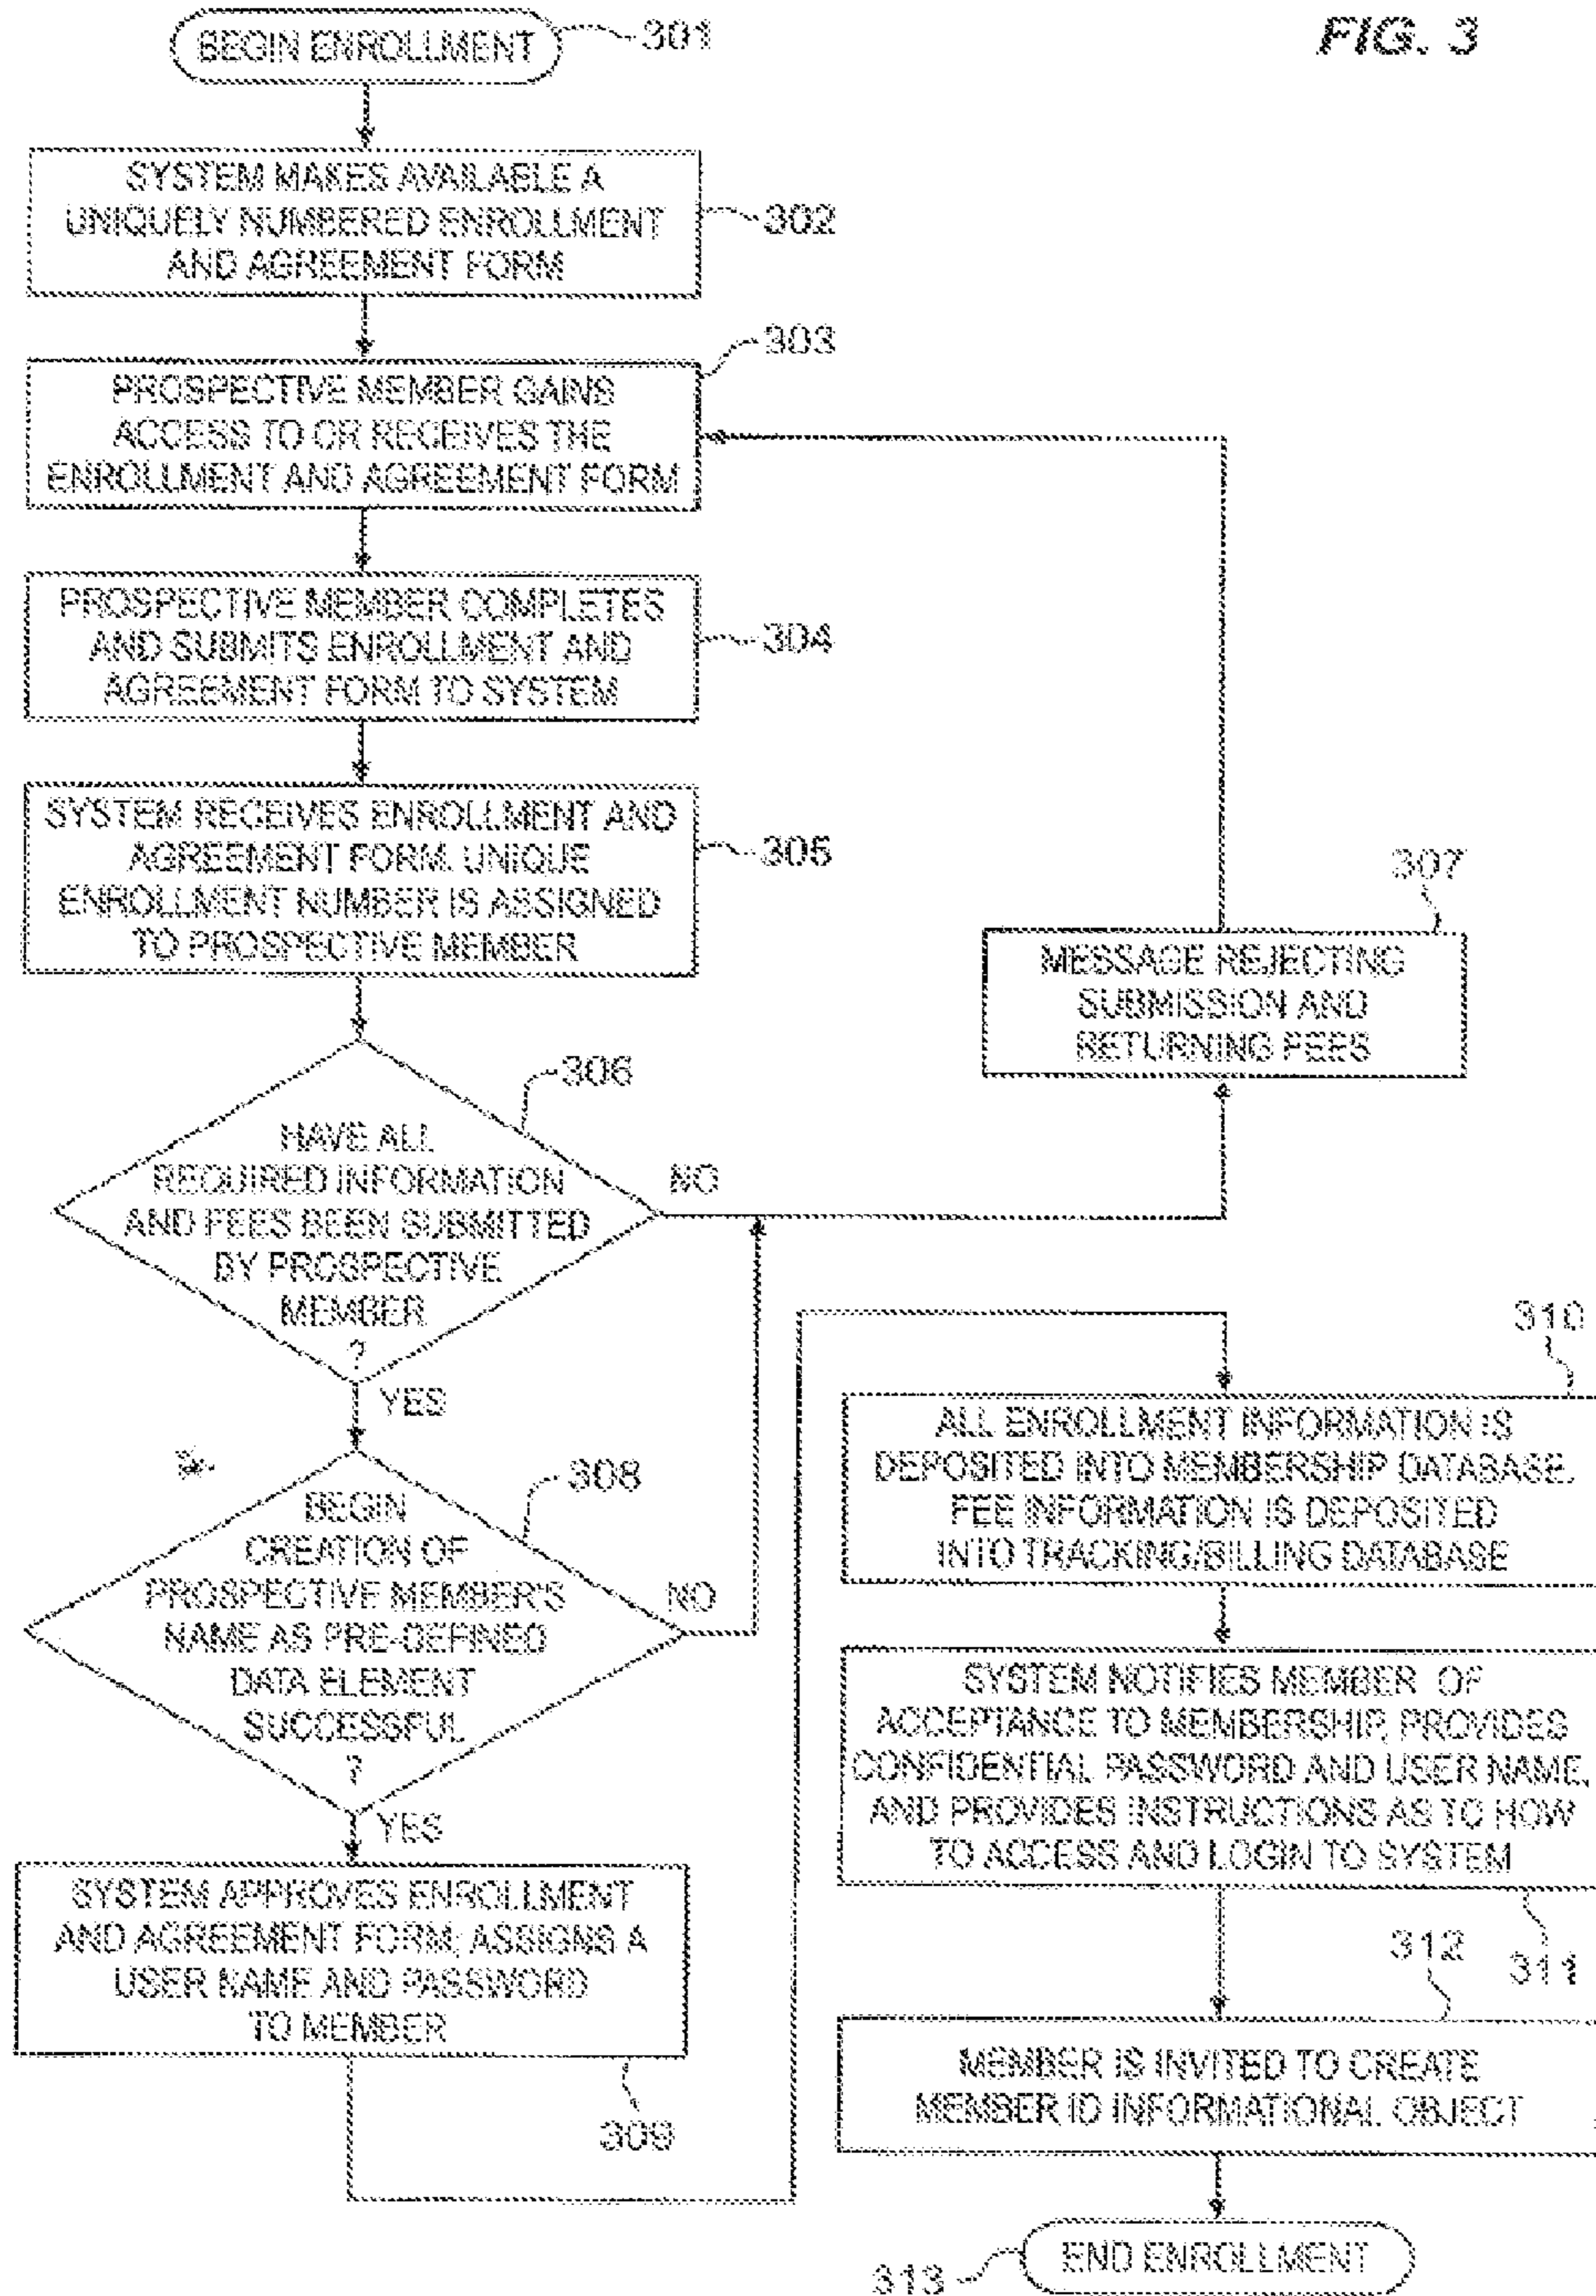 FIG. 3
BEGIN ENROLLMENT
301
SYSTEM MAKES AVAILABLE A
UNIQUELY NUMBERED ENROLLMENT
AND AGREEMENT FORM
302
303
PROSPECTIVE MEMBER GAINS
ACCESS TO OR RECEIVES THE
ENROLLMENT AND AGREEMENT FORM
PROSPECTIVE MEMBER COMPLETES
AND SUBMITS ENROLLMENT AND
AGREEMENT FORM TO SYSTEM
304
SYSTEM RECEIVES ENROLLMENT AND
AGREEMENT FORM. UNIQUE
ENROLLMENT NUMBER IS ASSIGNED
TO PROSPECTIVE MEMBER
305
306
HAVE ALL
REQUIRED INFORMATION
AND FEES BEEN SUBMITTED
BY PROSPECTIVE
MEMBER
?
NO
YES
307
MESSAGE REJECTING
SUBMISSION AND
RETURNING FEES
*
308
BEGIN
CREATION OF
PROSPECTIVE MEMBER'S
NAME AS PRE-DEFINED
DATA ELEMENT
SUCCESSFUL
?
NO
YES
SYSTEM APPROVES ENROLLMENT
AND AGREEMENT FORM; ASSIGNS A
USER NAME AND PASSWORD
TO MEMBER
309
310
ALL ENROLLMENT INFORMATION IS
DEPOSITED INTO MEMBERSHIP DATABASE.
FEE INFORMATION IS DEPOSITED
INTO TRACKING/BILLING DATABASE
SYSTEM NOTIFIES MEMBER OF
ACCEPTANCE TO MEMBERSHIP, PROVIDES
CONFIDENTIAL PASSWORD AND USER NAME,
AND PROVIDES INSTRUCTIONS AS TO HOW
TO ACCESS AND LOGIN TO SYSTEM
311
312
MEMBER IS INVITED TO CREATE
MEMBER ID INFORMATIONAL OBJECT
END ENROLLMENT
313